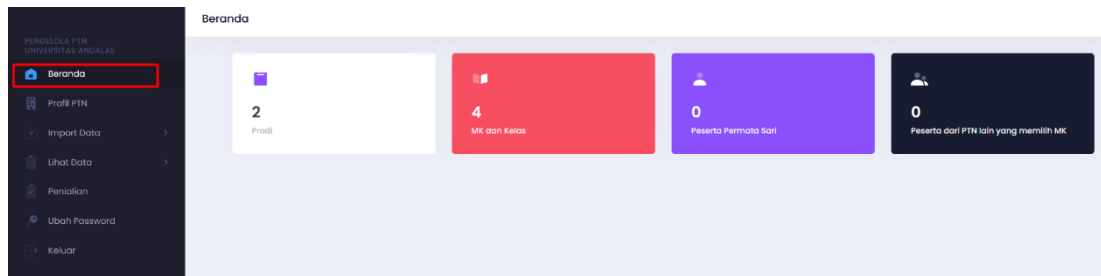 Beranda
PENGELOLA PTN
UNIVERSITAS ANDALAS
Beranda
Profil PTN
Import Data
Lihat Data
Penialian
Ubah Password
Keluar
2
Prodi
4
MK dan Kelas
0
Peserta Permata Sari
0
Peserta dari PTN lain yang memilih MK